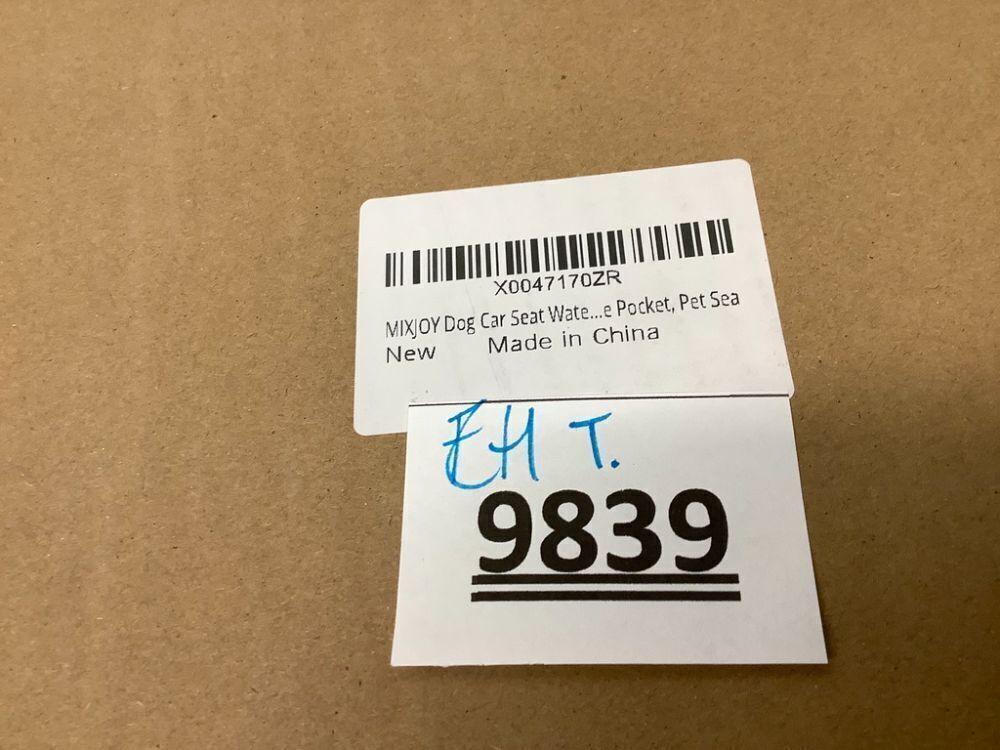 X0047170ZR
MIXJOY Dog Car Seat Wate...e Pocket, Pet Sea
New Made in China
EH T.
9839